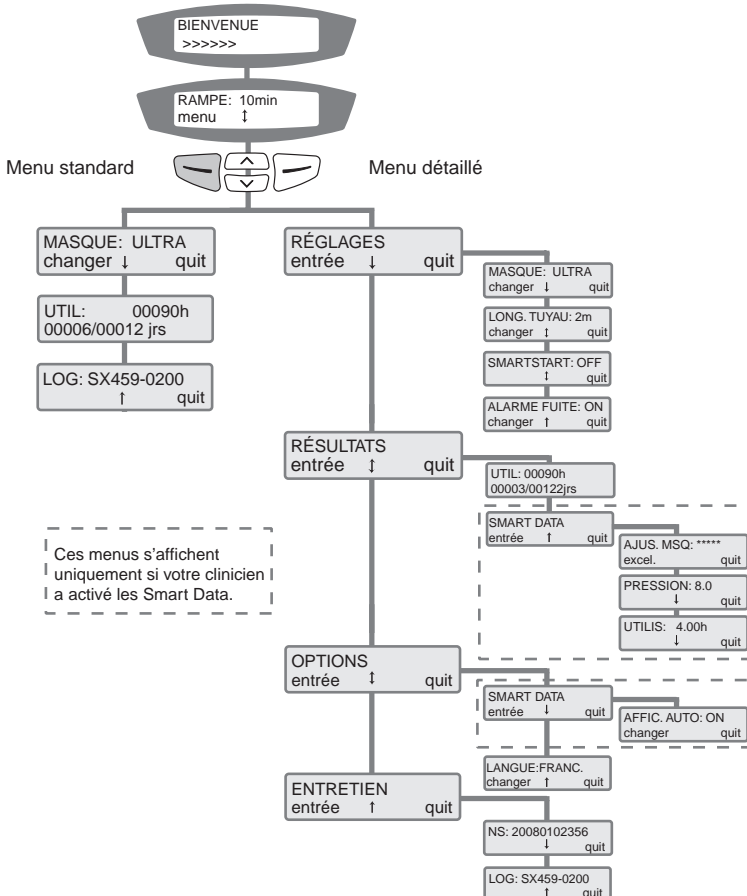 BIENVENUE
>>>>>>
RAMPE: 10min
menu ↕
Menu standard
Menu détaillé
MASQUE: ULTRA
changer ↓ quit
UTIL: 00090h
00006/00012 jrs
LOG: SX459-0200
↑ quit
RÉGLAGES
entrée ↓ quit
MASQUE: ULTRA
changer ↓ quit
LONG. TUYAU: 2m
changer ↕ quit
SMARTSTART: OFF
↕ quit
ALARME FUITE: ON
changer ↑ quit
RÉSULTATS
entrée ↕ quit
UTIL: 00090h
00003/00122jrs
SMART DATA
entrée ↑ quit
AJUS. MSQ: *****
excel. quit
PRESSION: 8.0
↓ quit
UTILIS: 4.00h
↓ quit
Ces menus s'affichent
uniquement si votre clinicien
a activé les Smart Data.
OPTIONS
entrée ↕ quit
SMART DATA
entrée ↓ quit
AFFIC. AUTO: ON
changer quit
LANGUE:FRANC.
changer ↑ quit
ENTRETIEN
entrée ↑ quit
NS: 20080102356
↓ quit
LOG: SX459-0200
↑ quit